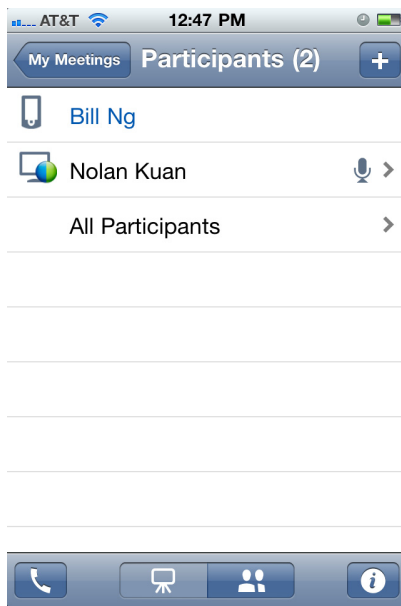 AT&T 12:47 PM
My Meetings Participants (2) +
Bill Ng
Nolan Kuan
All Participants
i